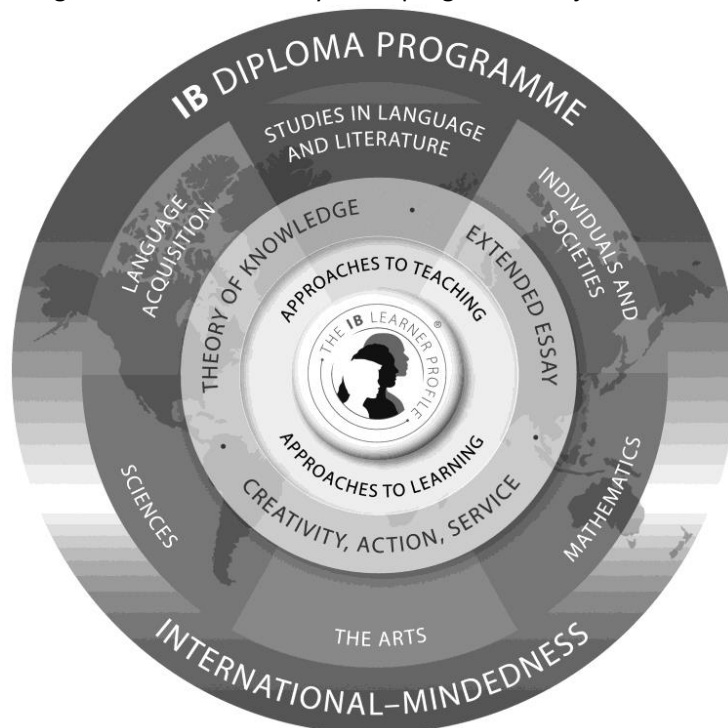 IB DIPLOMA PROGRAMME
STUDIES IN LANGUAGE
AND LITERATURE
LANGUAGE
ACQUISITION
INDIVIDUALS AND
SOCIETIES
THEORY OF KNOWLEDGE
EXTENDED ESSAY
APPROACHES TO TEACHING
THE IB LEARNER PROFILE
®
APPROACHES TO LEARNING
CREATIVITY, ACTION, SERVICE
SCIENCES
MATHEMATICS
THE ARTS
INTERNATIONAL–MINDEDNESS